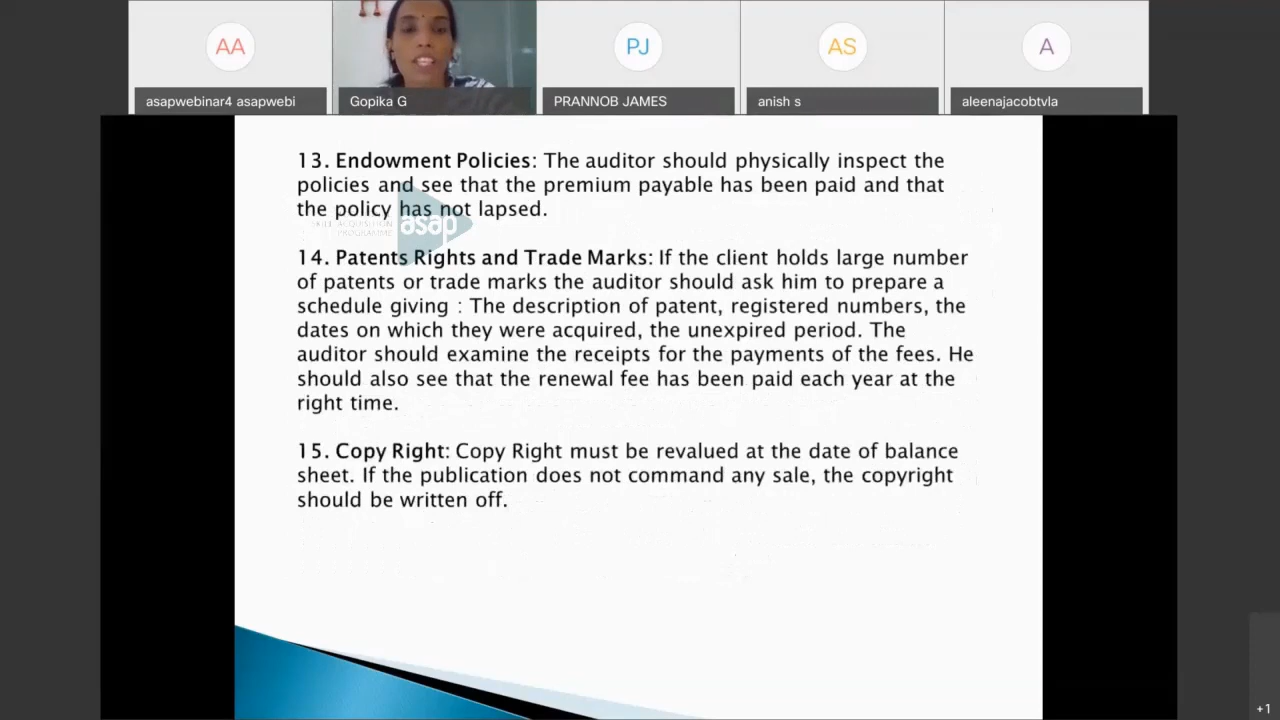 AA
PJ
AS
A
asapwebinar4 asapwebi
Gopika G
PRANNOB JAMES
anish s
aleenajacobtvla
13. Endowment Policies: The auditor should physically inspect the
policies and see that the premium payable has been paid and that
the policy has not lapsed.
SKILL ACQUISITION
PROGRAMME
asap
14. Patents Rights and Trade Marks: If the client holds large number
of patents or trade marks the auditor should ask him to prepare a
schedule giving : The description of patent, registered numbers, the
dates on which they were acquired, the unexpired period. The
auditor should examine the receipts for the payments of the fees. He
should also see that the renewal fee has been paid each year at the
right time.
15. Copy Right: Copy Right must be revalued at the date of balance
sheet. If the publication does not command any sale, the copyright
should be written off.
+1